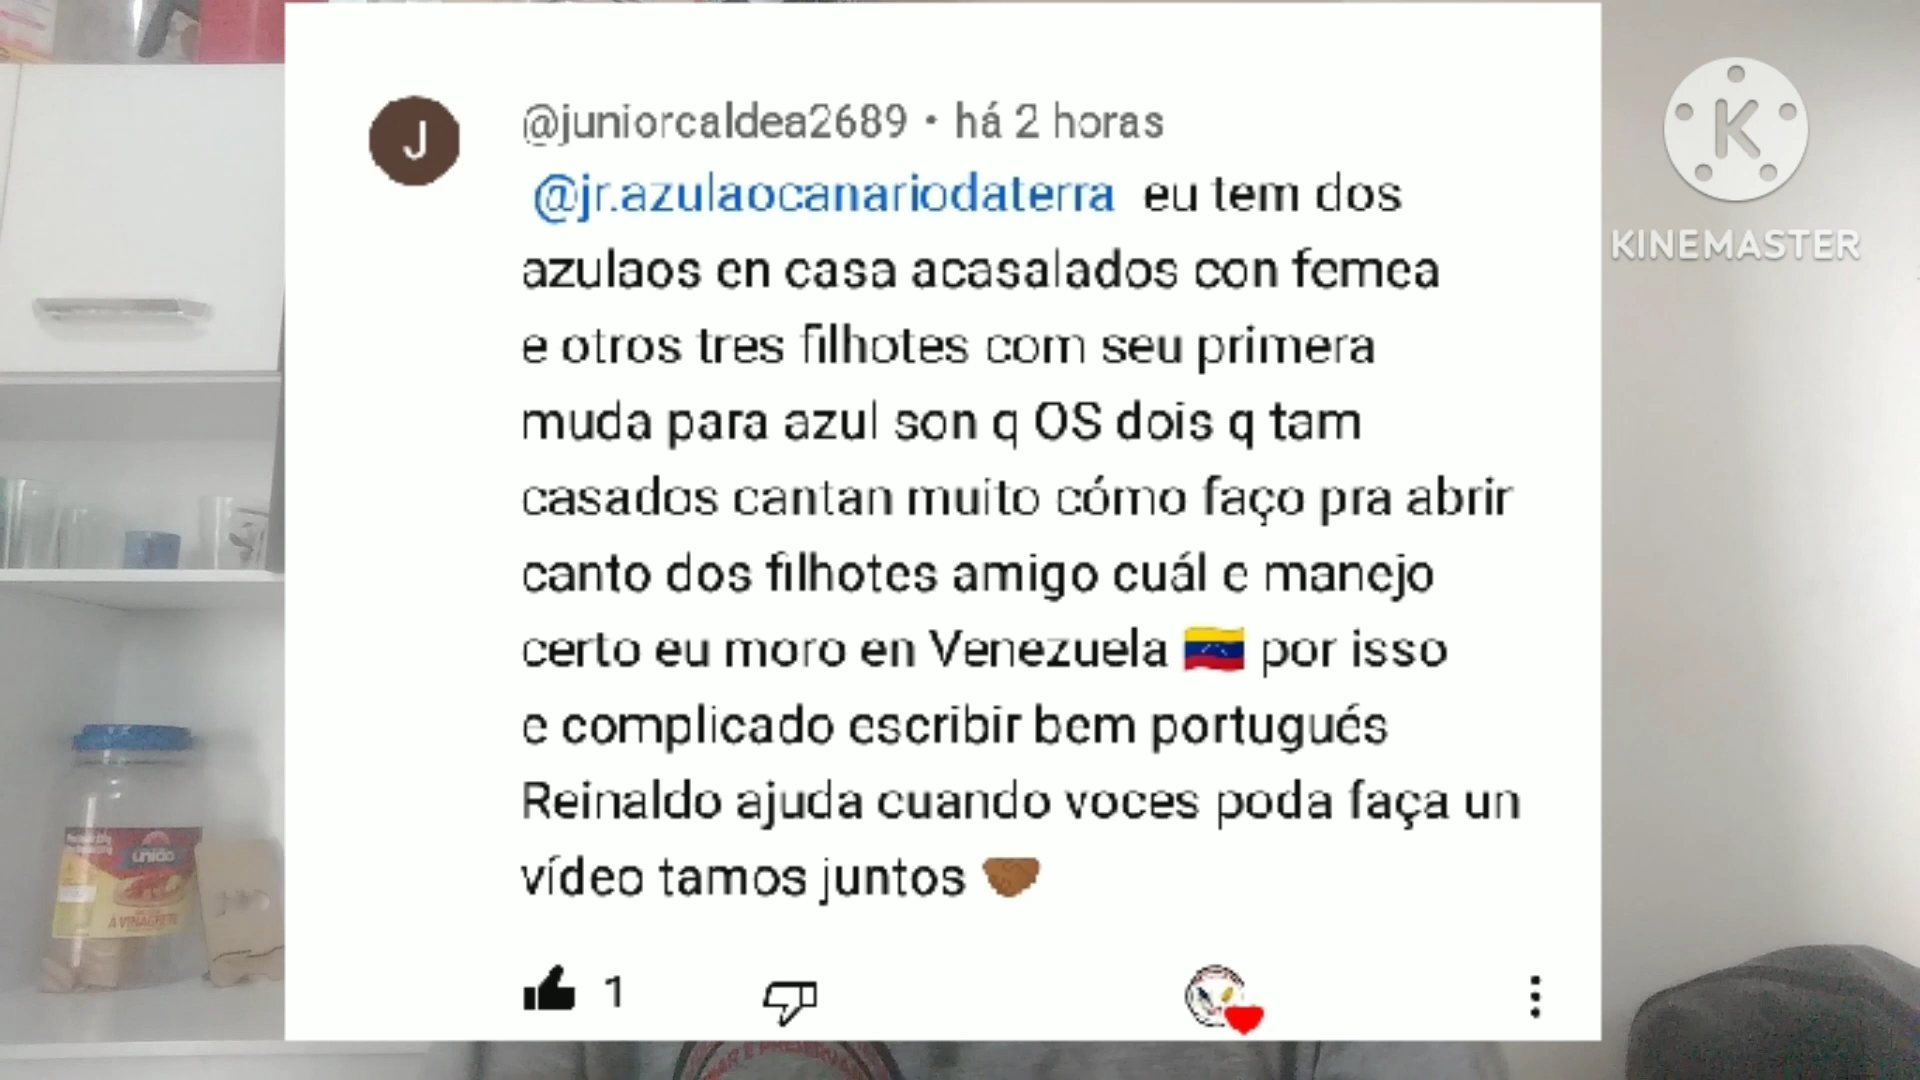 J
@juniorcaldea2689 • há 2 horas
@jr.azulaocanariodaterra eu tem dos
azulaos en casa acasalados con femea
e otros tres filhotes com seu primera
muda para azul son q OS dois q tam
casados cantan muito cómo faço pra abrir
canto dos filhotes amigo cuál e manejo
certo eu moro en Venezuela 🇻🇪 por isso
e complicado escribir bem portugués
Reinaldo ajuda cuando voces poda faça un
vídeo tamos juntos 🤝🏾
1
K
KINEMASTER
união
A VINAGRETE